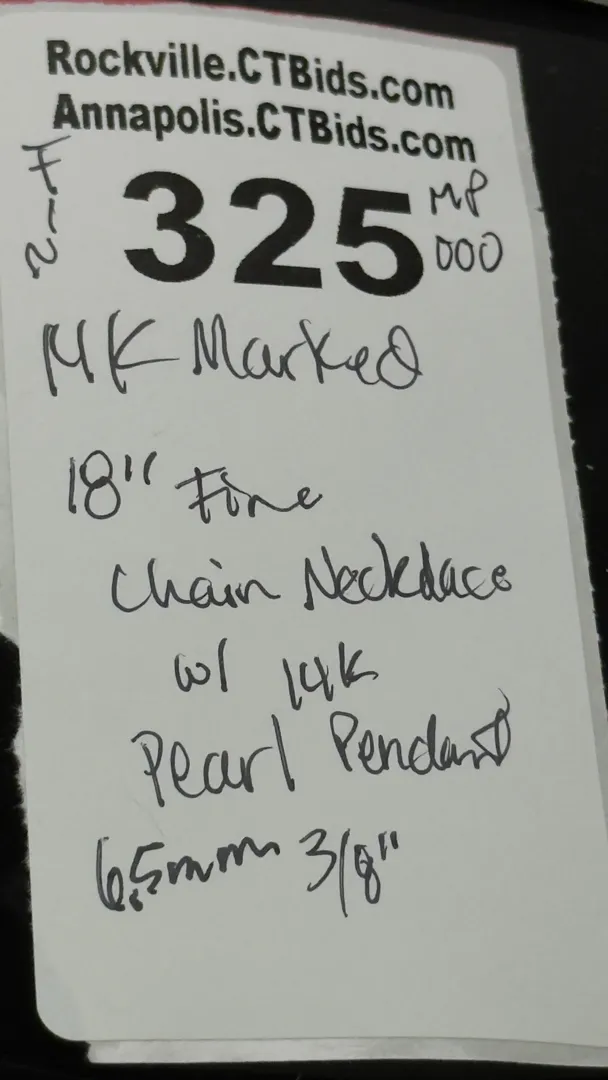 Rockville.CTBids.com
Annapolis.CTBids.com
325
MP
000
14K Marked
18" Fine
Chain Necklace
w/ 14K
Pearl Pendant
6.5mm 3/8"